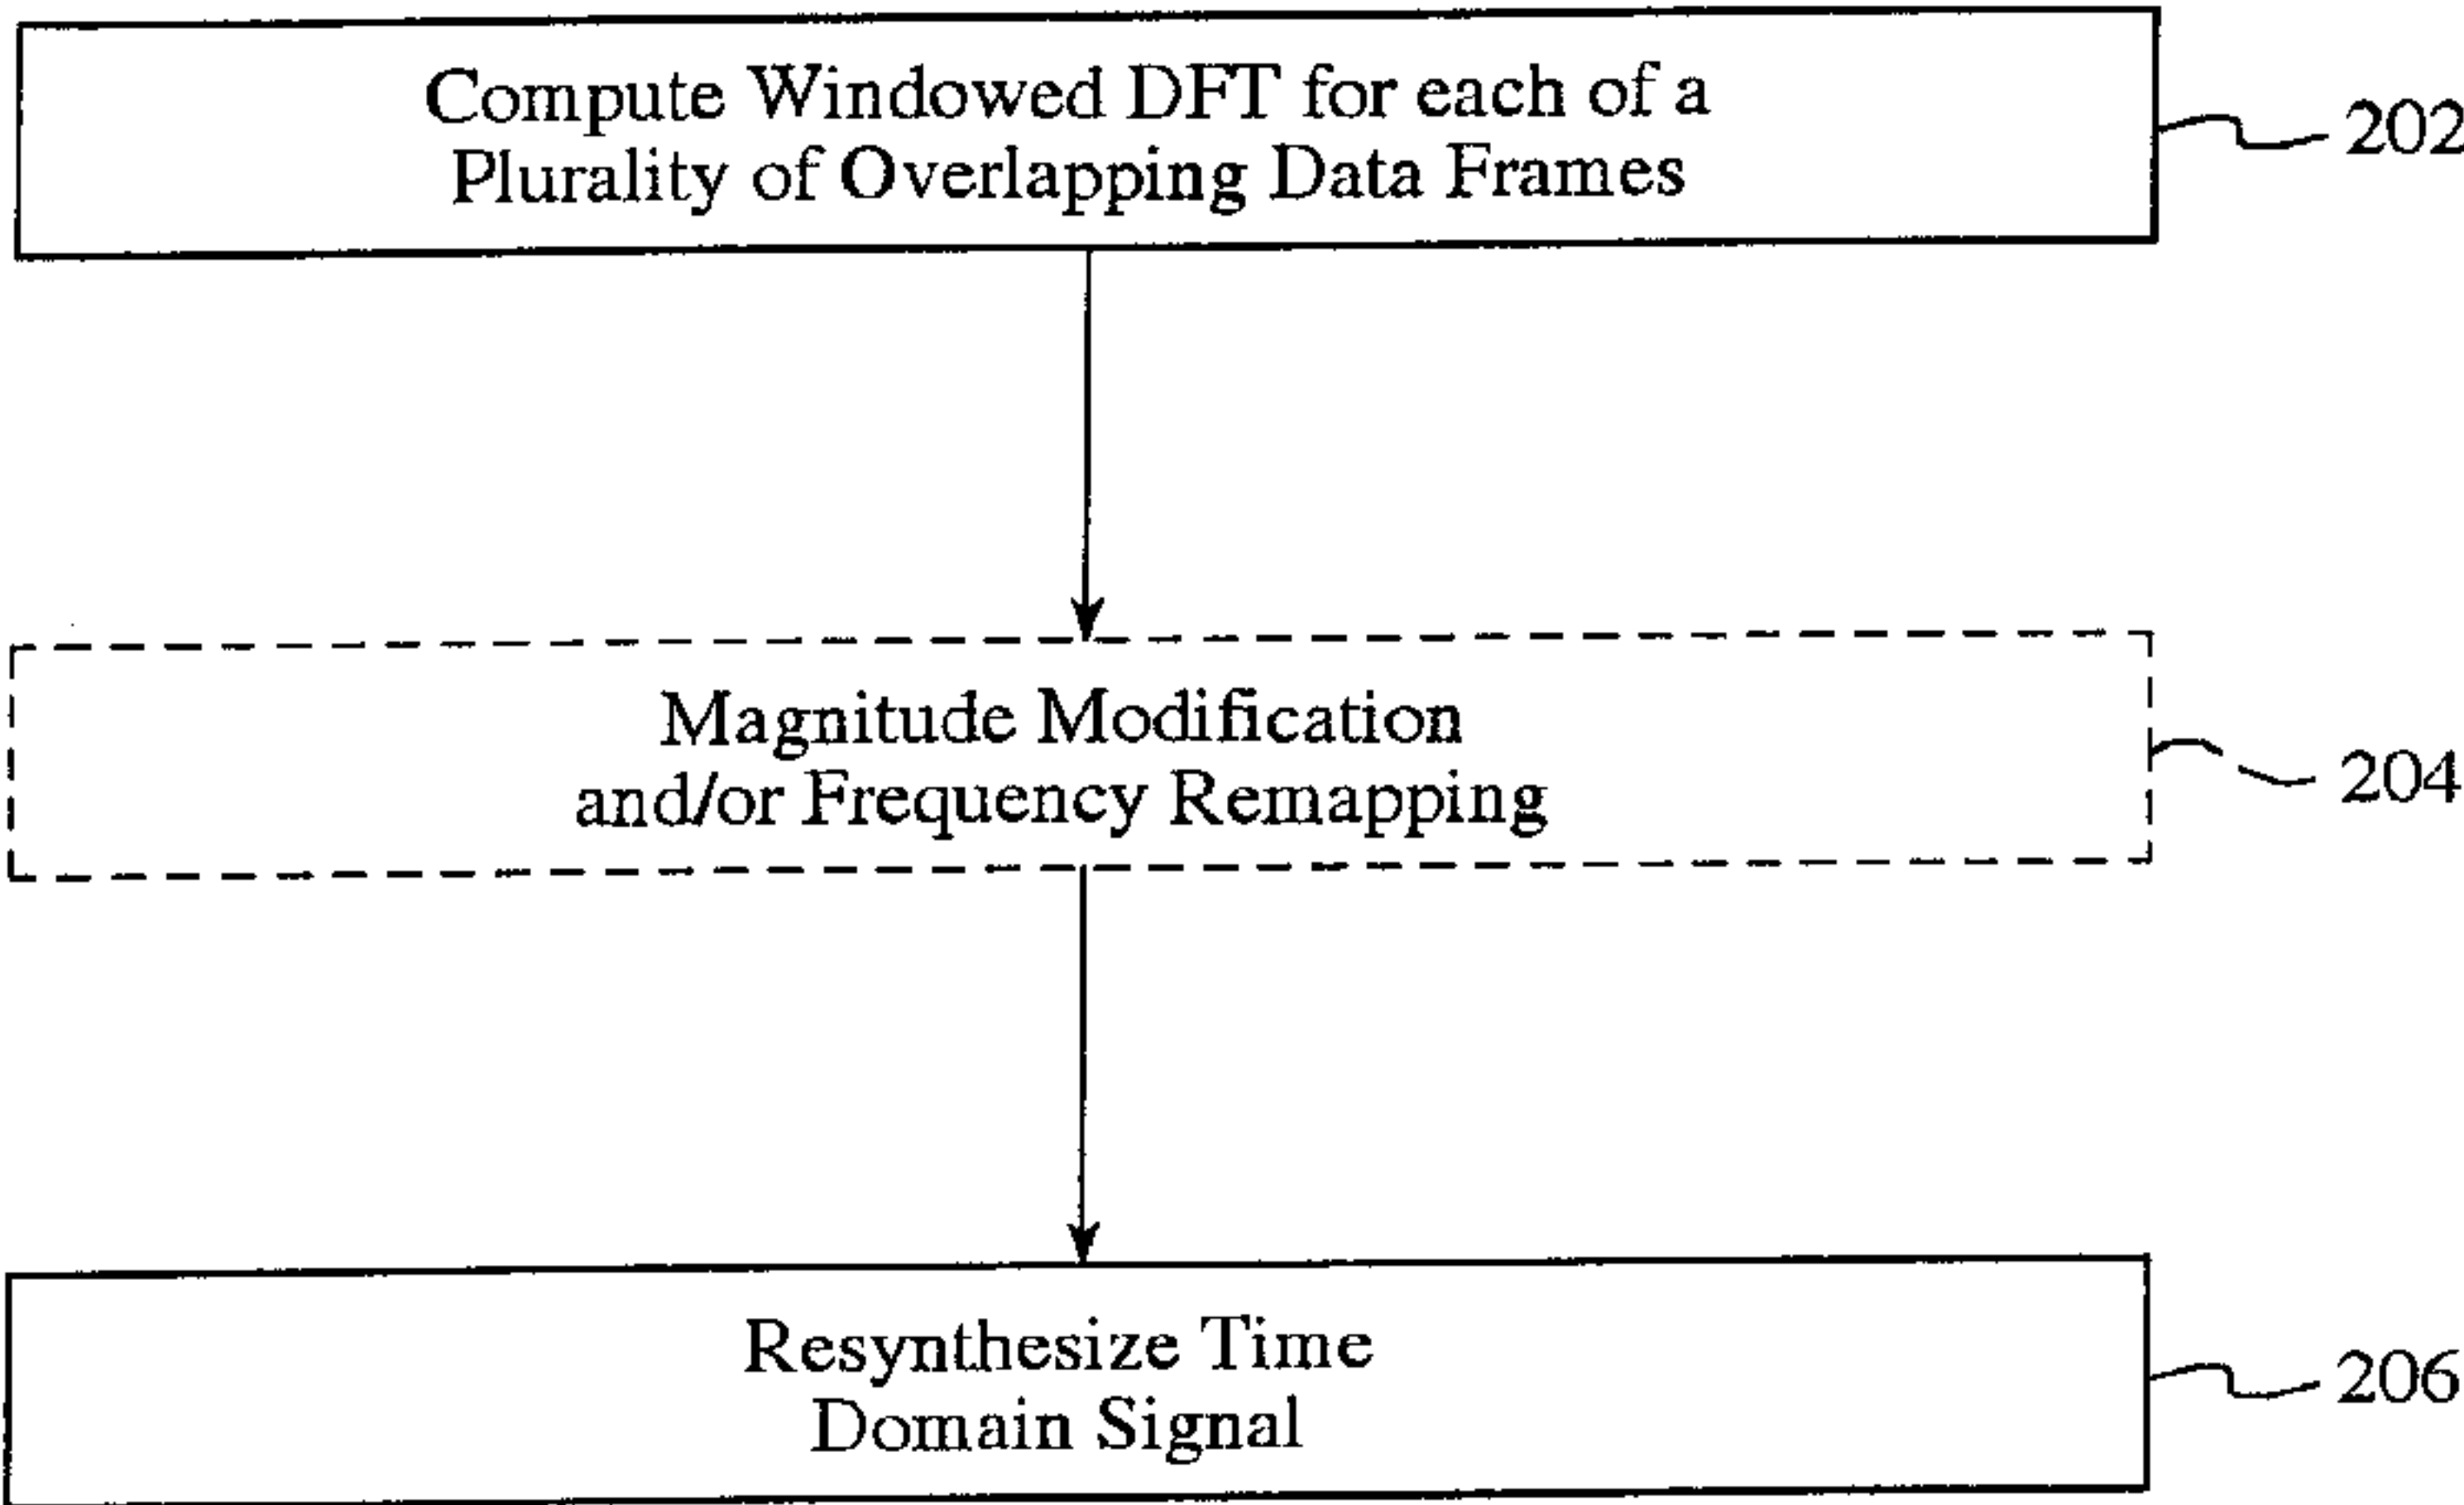 Compute Windowed DFT for each of a
Plurality of Overlapping Data Frames
202
Magnitude Modification
and/or Frequency Remapping
204
Resynthesize Time
Domain Signal
206